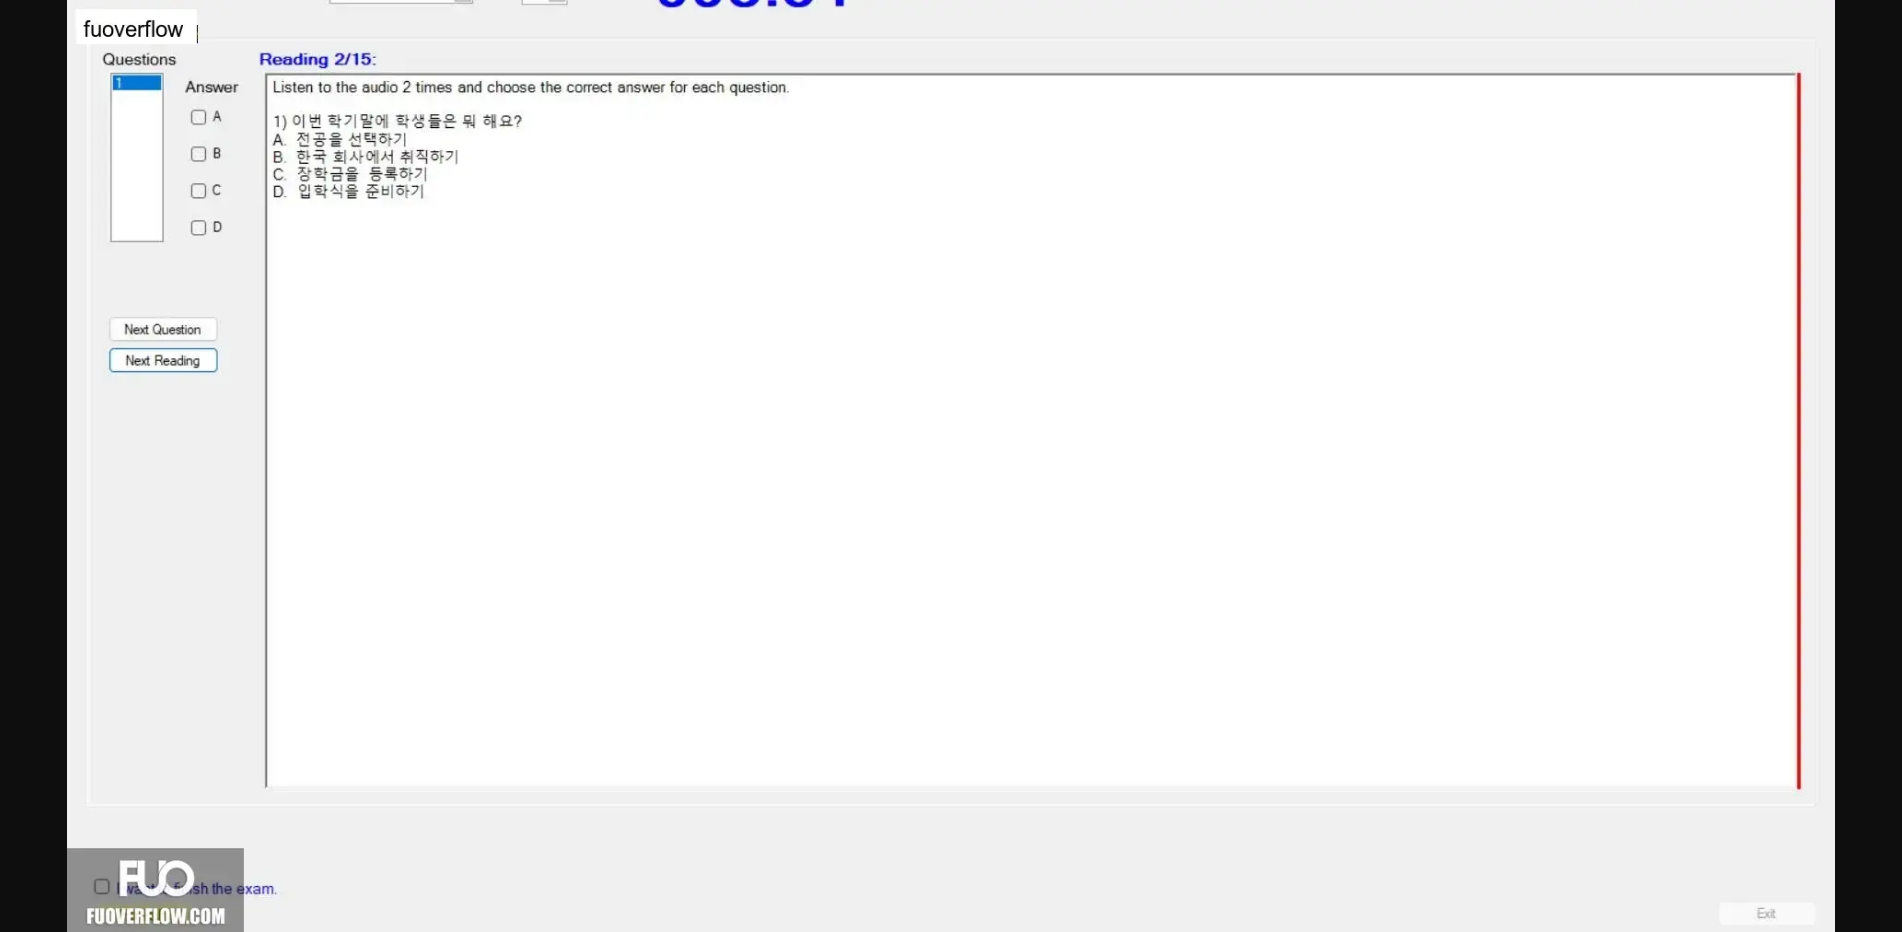 fuoverflow
Questions
Reading 2/15:
1
Answer
Listen to the audio 2 times and choose the correct answer for each question.
A
B
C
D
1) 이번 학기말에 학생들은 뭐 해요?
A. 전공을 선택하기
B. 한국 회사에서 취직하기
C. 장학금을 등록하기
D. 입학식을 준비하기
Next Question
Next Reading
FUO
the exam.
FUOVERFLOW.COM
Exit